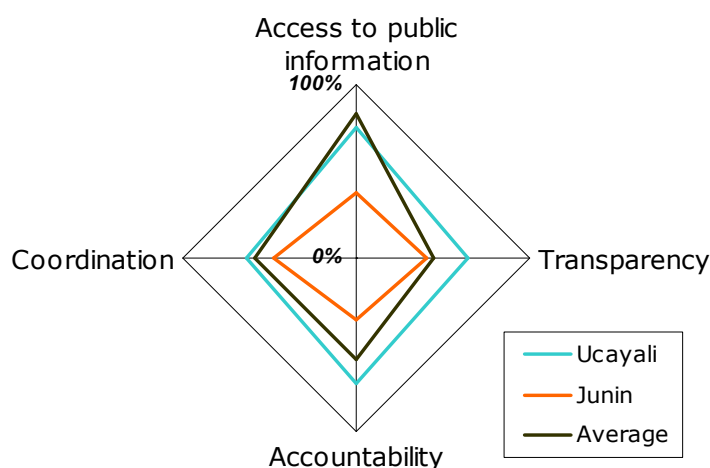 Access to public
information
100%
Coordination
0%
Transparency
Ucayali
Junin
Average
Accountability